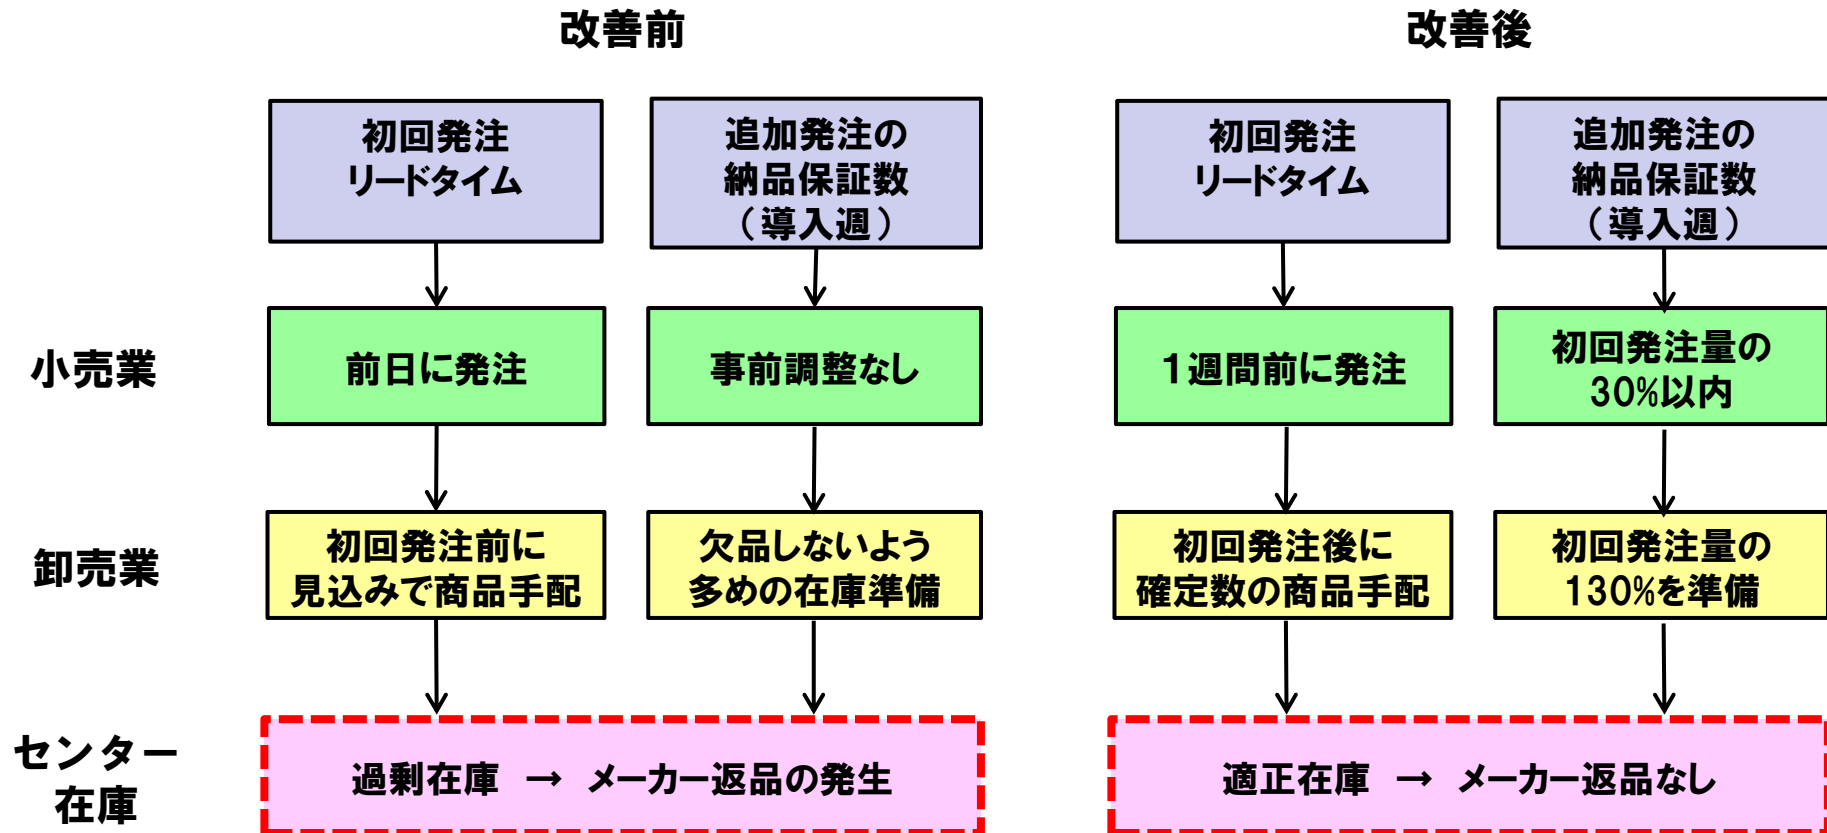 改善前
改善後
初回発注
リードタイム
追加発注の
納品保証数
（導入週）
初回発注
リードタイム
追加発注の
納品保証数
（導入週）
小売業
前日に発注
事前調整なし
１週間前に発注
初回発注量の
30%以内
卸売業
初回発注前に
見込みで商品手配
欠品しないよう
多めの在庫準備
初回発注後に
確定数の商品手配
初回発注量の
130%を準備
センター
在庫
過剰在庫 → メーカー返品の発生
適正在庫 → メーカー返品なし